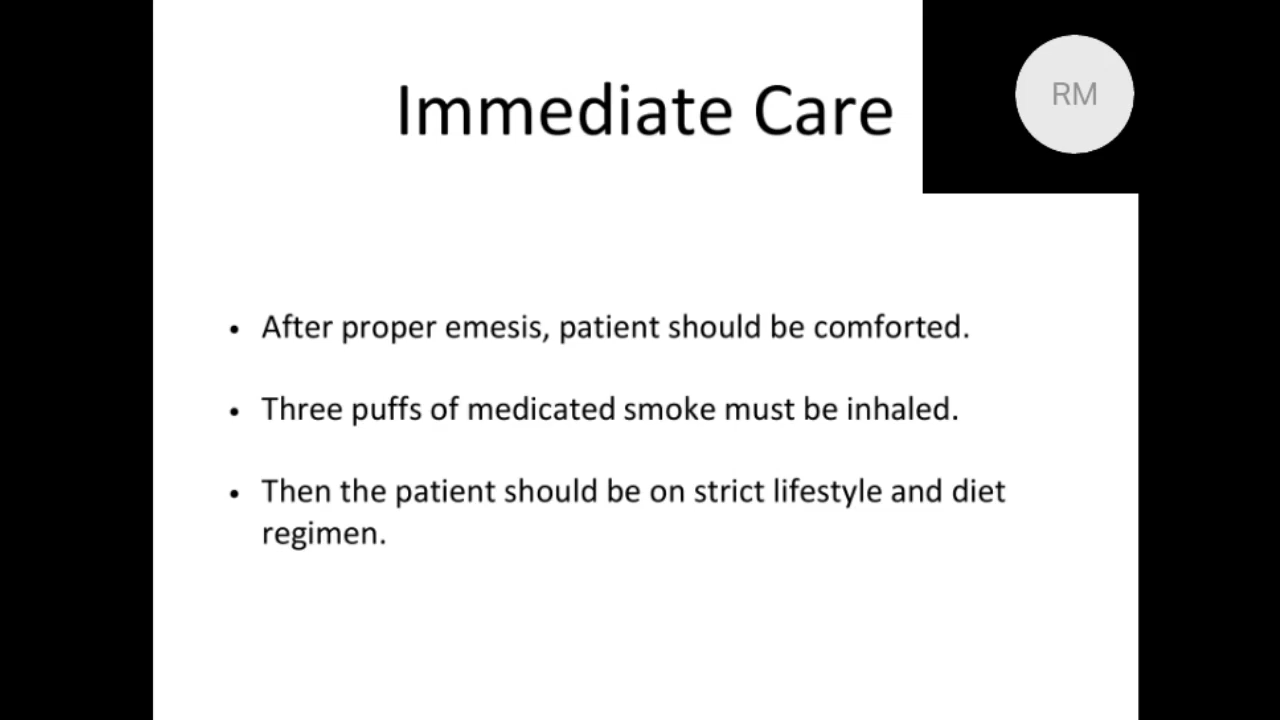 Immediate Care
RM
• After proper emesis, patient should be comforted.
• Three puffs of medicated smoke must be inhaled.
• Then the patient should be on strict lifestyle and diet
regimen.